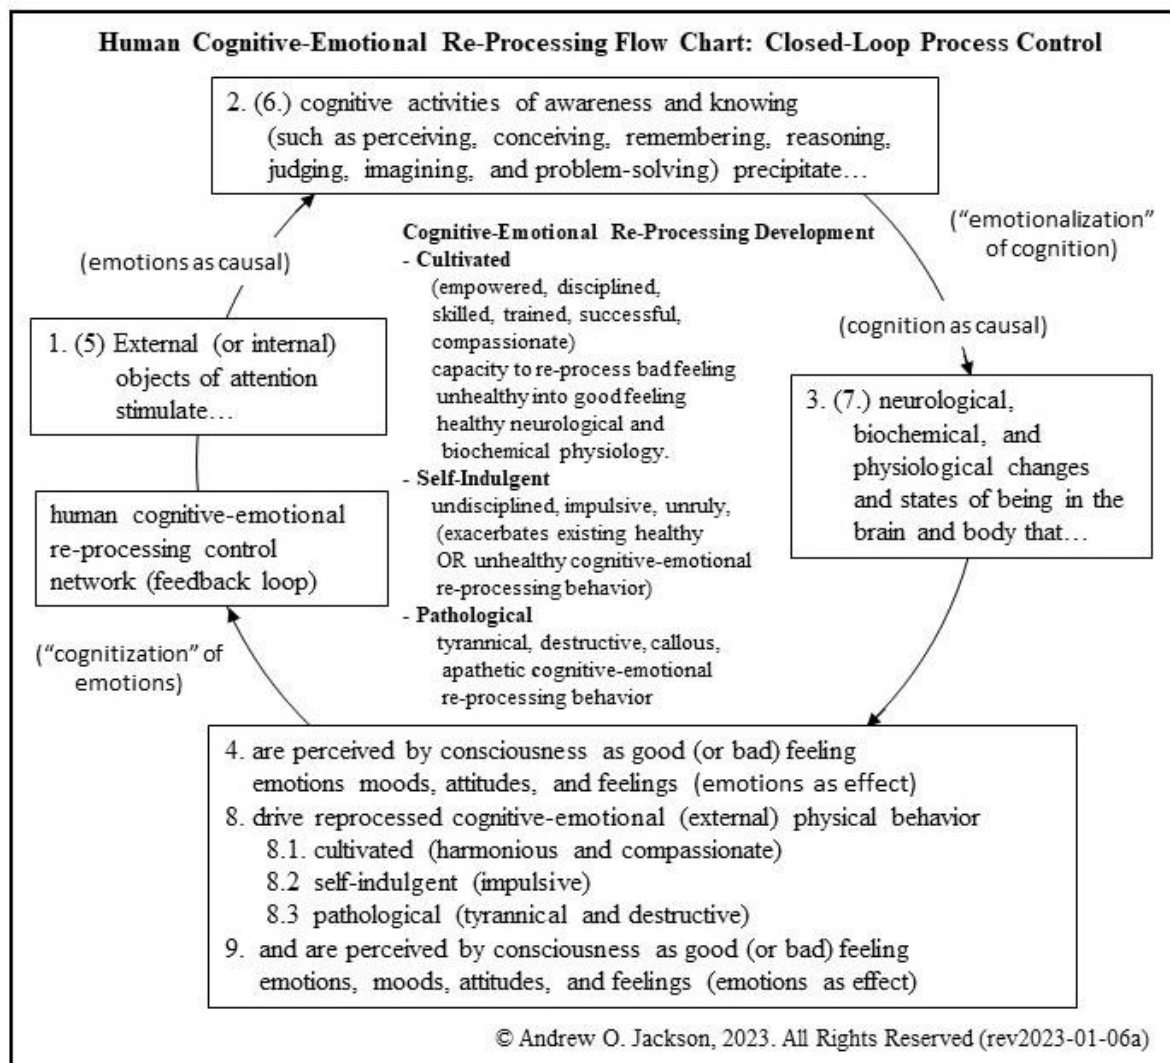 Human Cognitive-Emotional Re-Processing Flow Chart: Closed-Loop Process Control
2. (6.) cognitive activities of awareness and knowing
(such as perceiving, conceiving, remembering, reasoning,
judging, imagining, and problem-solving) precipitate…
("emotionalization"
of cognition)
(emotions as causal)
(cognition as causal)
1. (5) External (or internal)
objects of attention
stimulate…
Cognitive-Emotional Re-Processing Development
- Cultivated
(empowered, disciplined,
skilled, trained, successful,
compassionate)
capacity to re-process bad feeling
unhealthy into good feeling
healthy neurological and
biochemical physiology.
- Self-Indulgent
undisciplined, impulsive, unruly,
(exacerbates existing healthy
OR unhealthy cognitive-emotional
re-processing behavior)
- Pathological
tyrannical, destructive, callous,
apathetic cognitive-emotional
re-processing behavior
3. (7.) neurological,
biochemical, and
physiological changes
and states of being in the
brain and body that…
human cognitive-emotional
re-processing control
network (feedback loop)
("cognitization" of
emotions)
4. are perceived by consciousness as good (or bad) feeling
emotions moods, attitudes, and feelings (emotions as effect)
8. drive reprocessed cognitive-emotional (external) physical behavior
8.1. cultivated (harmonious and compassionate)
8.2 self-indulgent (impulsive)
8.3 pathological (tyrannical and destructive)
9. and are perceived by consciousness as good (or bad) feeling
emotions, moods, attitudes, and feelings (emotions as effect)
© Andrew O. Jackson, 2023. All Rights Reserved (rev2023-01-06a)